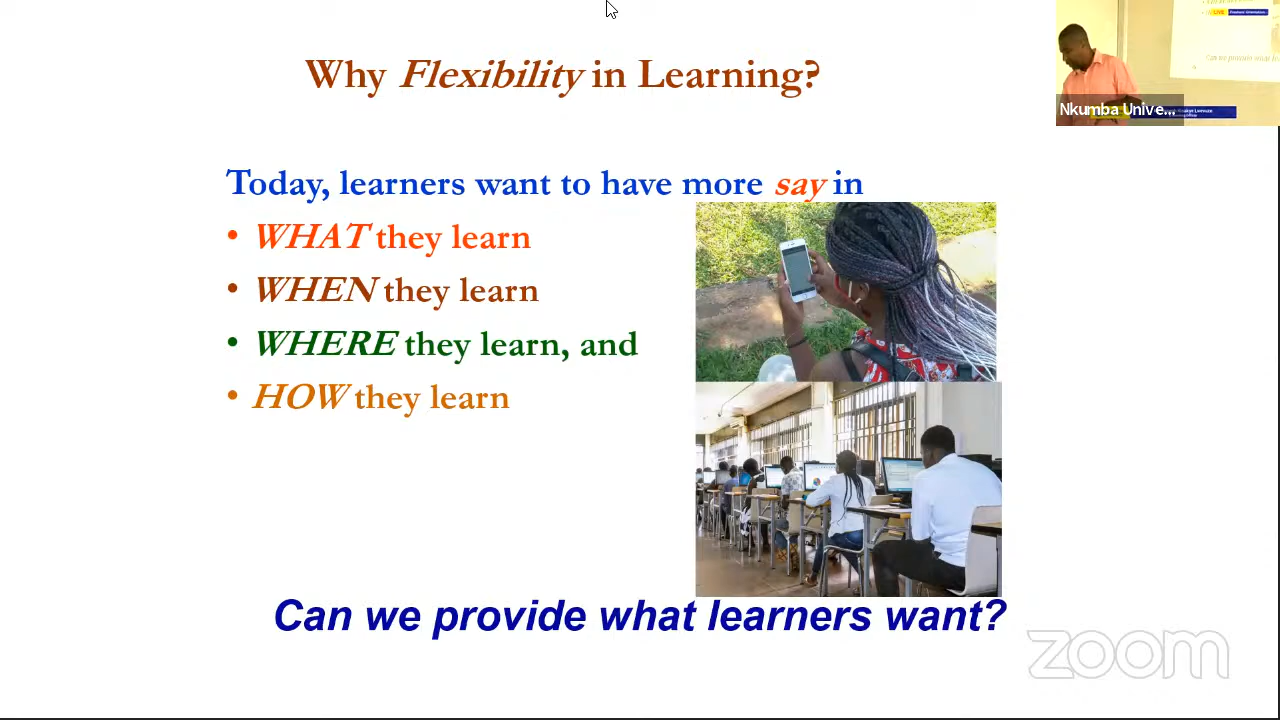 Why Flexibility in Learning?
Today, learners want to have more say in
• WHAT they learn
• WHEN they learn
• WHERE they learn, and
• HOW they learn
Can we provide what learners want?
Nkumba Unive...
zoom